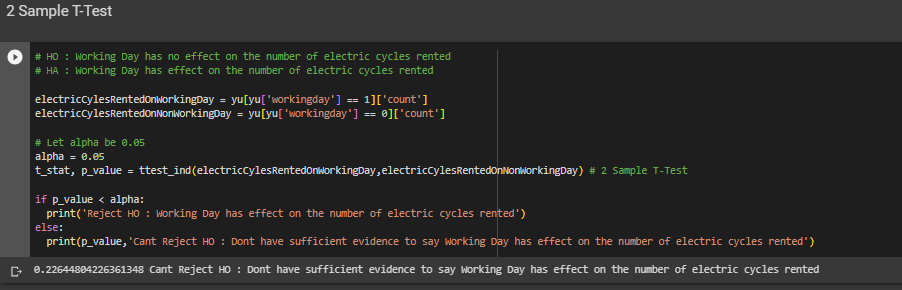 2 Sample T-Test
# HO : Working Day has no effect on the number of electric cycles rented
# HA : Working Day has effect on the number of electric cycles rented
electricCylesRentedOnWorkingDay = yu[yu['workingday'] == 1]['count']
electricCylesRentedOnNonWorkingDay = yu[yu['workingday'] == 0]['count']
# Let alpha be 0.05
alpha = 0.05
t_stat, p_value = ttest_ind(electricCylesRentedOnWorkingDay,electricCylesRentedOnNonWorkingDay) # 2 Sample T-Test
if p_value < alpha:
print('Reject HO : Working Day has effect on the number of electric cycles rented')
else:
print(p_value,'Cant Reject HO : Dont have sufficient evidence to say Working Day has effect on the number of electric cycles rented')
0.22644804226361348 Cant Reject HO : Dont have sufficient evidence to say Working Day has effect on the number of electric cycles rented